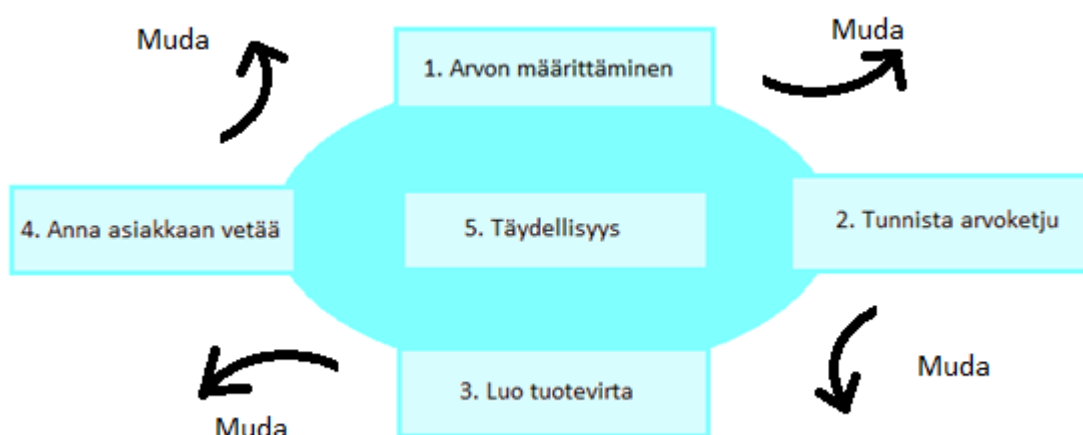 Muda
Muda
1. Arvon määrittäminen
4. Anna asiakkaan vetää
5. Täydellisyys
2. Tunnista arvoketju
Muda
3. Luo tuotevirta
Muda